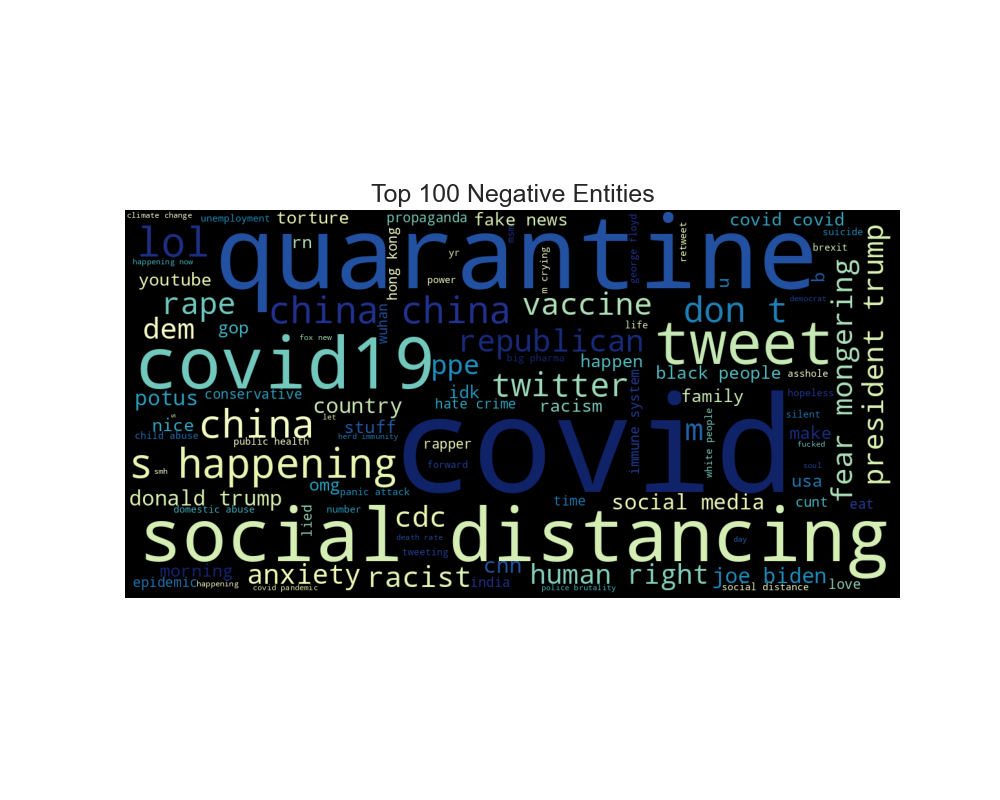 Top 100 Negative Entities
climate change
unemployment
torture
propaganda
fake news
covid covid
suicide
lol
quarantine
rn
hong kong
yr
m crying
george floyd
retweet
brexit
happening now
youtube
power
u
b
president trump
rape
china china
vaccine
don t
democrat
fear mongering
dem
gop
wuhan
life
fox new
republican
tweet
covid19
ppe
big pharma
happen
black people
asshole
potus
conservative
idk
twitter
immune system
family
hopeless
country
hate crime
racism
white people
silent
nice
china
let
stuff
covid
m
make
child abuse
public health
herd immunity
rapper
fucked
s happening
smh
forward
soul
omg
panic attack
usa
donald trump
time
social media
cunt
eat
domestic abuse
lied
number
cdc
social distancing
death rate
day
tweeting
morning
anxiety
racist
cnn
human right
joe biden
epidemic
happening
covid pandemic
india
police brutality
social distance
love